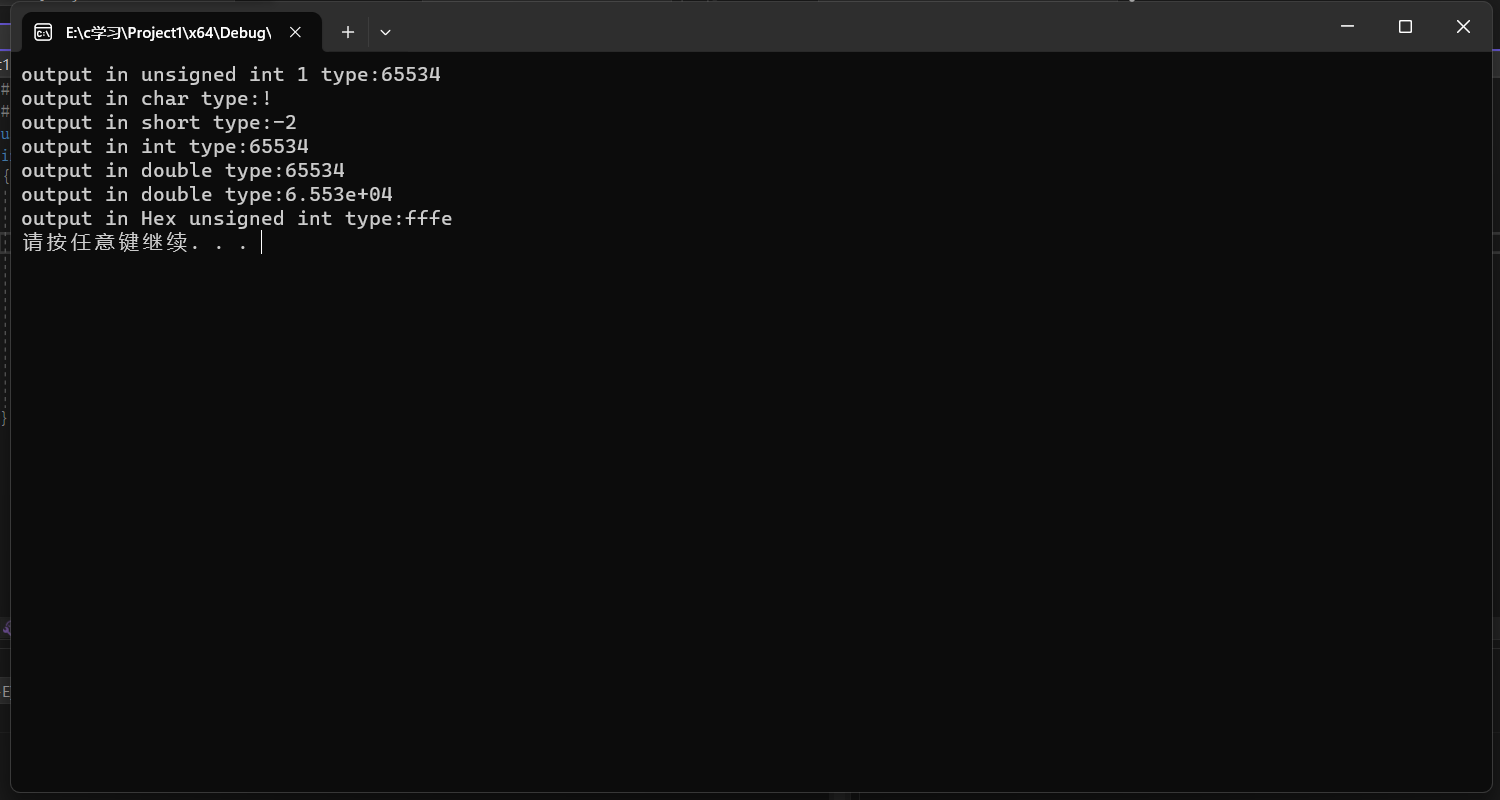 E:\c学习\Project1\x64\Debug\
output in unsigned int 1 type:65534
output in char type:!
output in short type:-2
output in int type:65534
output in double type:65534
output in double type:6.553e+04
output in Hex unsigned int type:fffe
请按任意键继续. . .